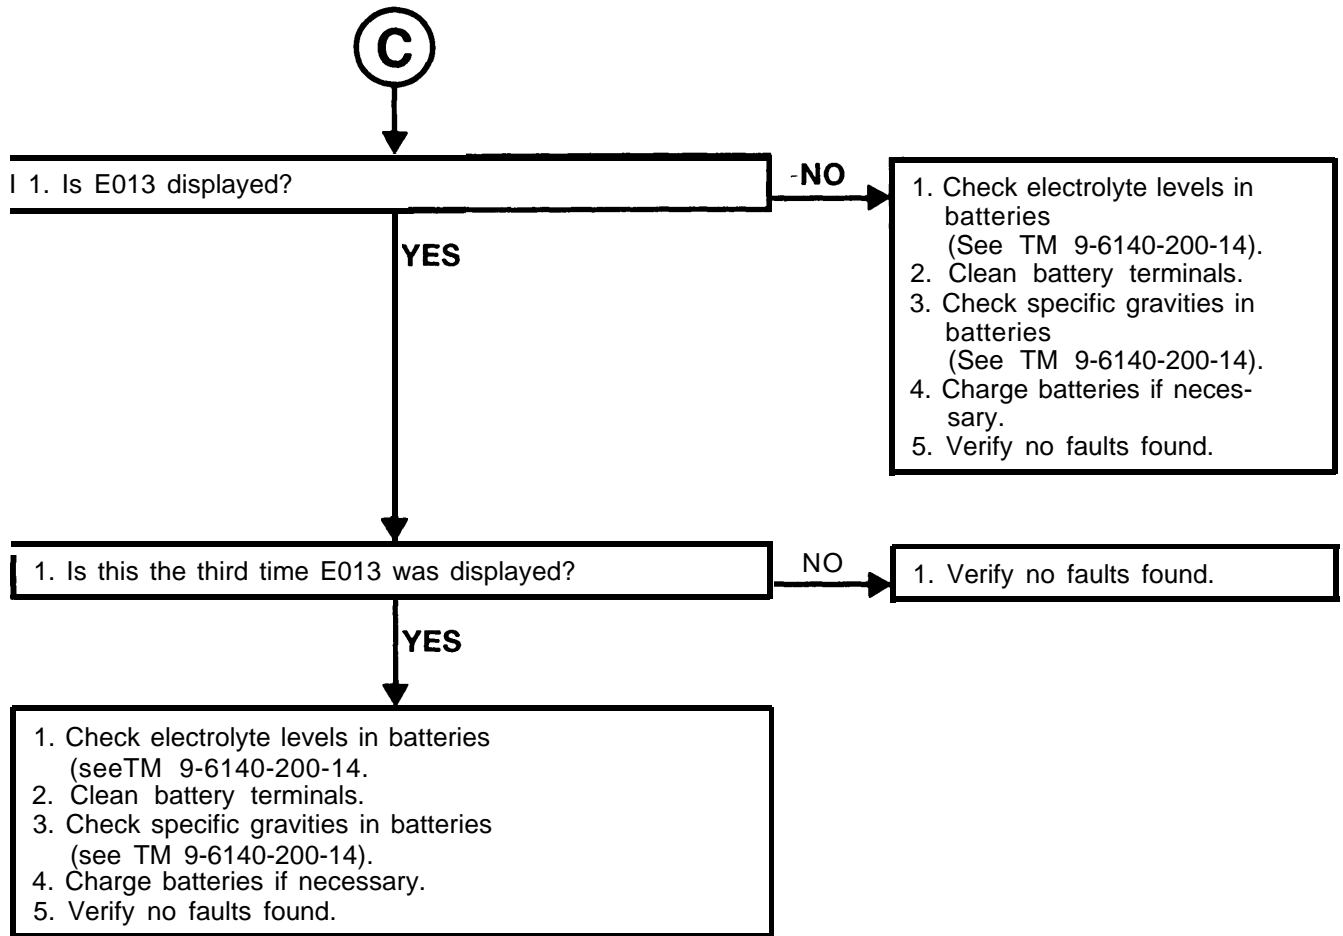 C
1. Is E013 displayed?
NO
1. Check electrolyte levels in
batteries
(See TM 9-6140-200-14).
2. Clean battery terminals.
3. Check specific gravities in
batteries
(See TM 9-6140-200-14).
4. Charge batteries if neces-
sary.
5. Verify no faults found.
YES
1. Is this the third time E013 was displayed?
NO
1. Verify no faults found.
YES
1. Check electrolyte levels in batteries
(seeTM 9-6140-200-14.
2. Clean battery terminals.
3. Check specific gravities in batteries
(see TM 9-6140-200-14).
4. Charge batteries if necessary.
5. Verify no faults found.